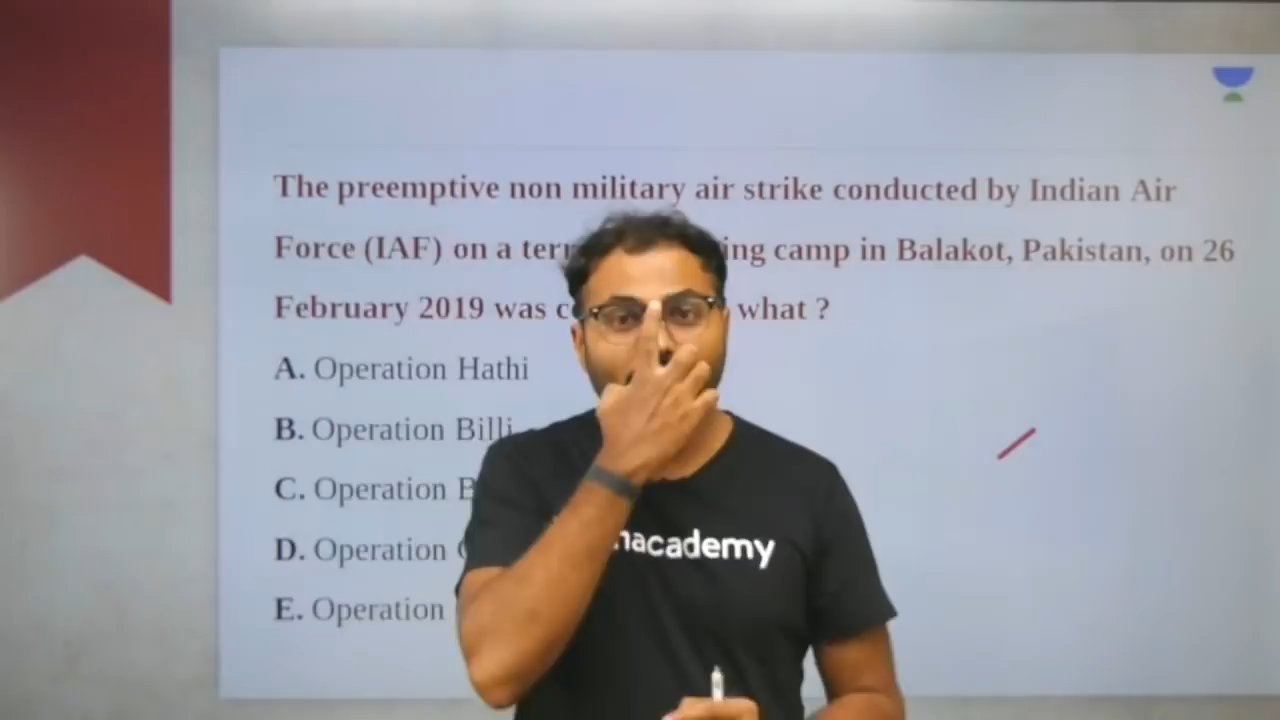 The preemptive non military air strike conducted by Indian Air
Force (IAF) on a ing camp in Balakot, Pakistan, on 26
February 2019 was what ?
A. Operation Hathi
B. Operation Billi
C. Operation
D. Operation
E. Operation
nacademy